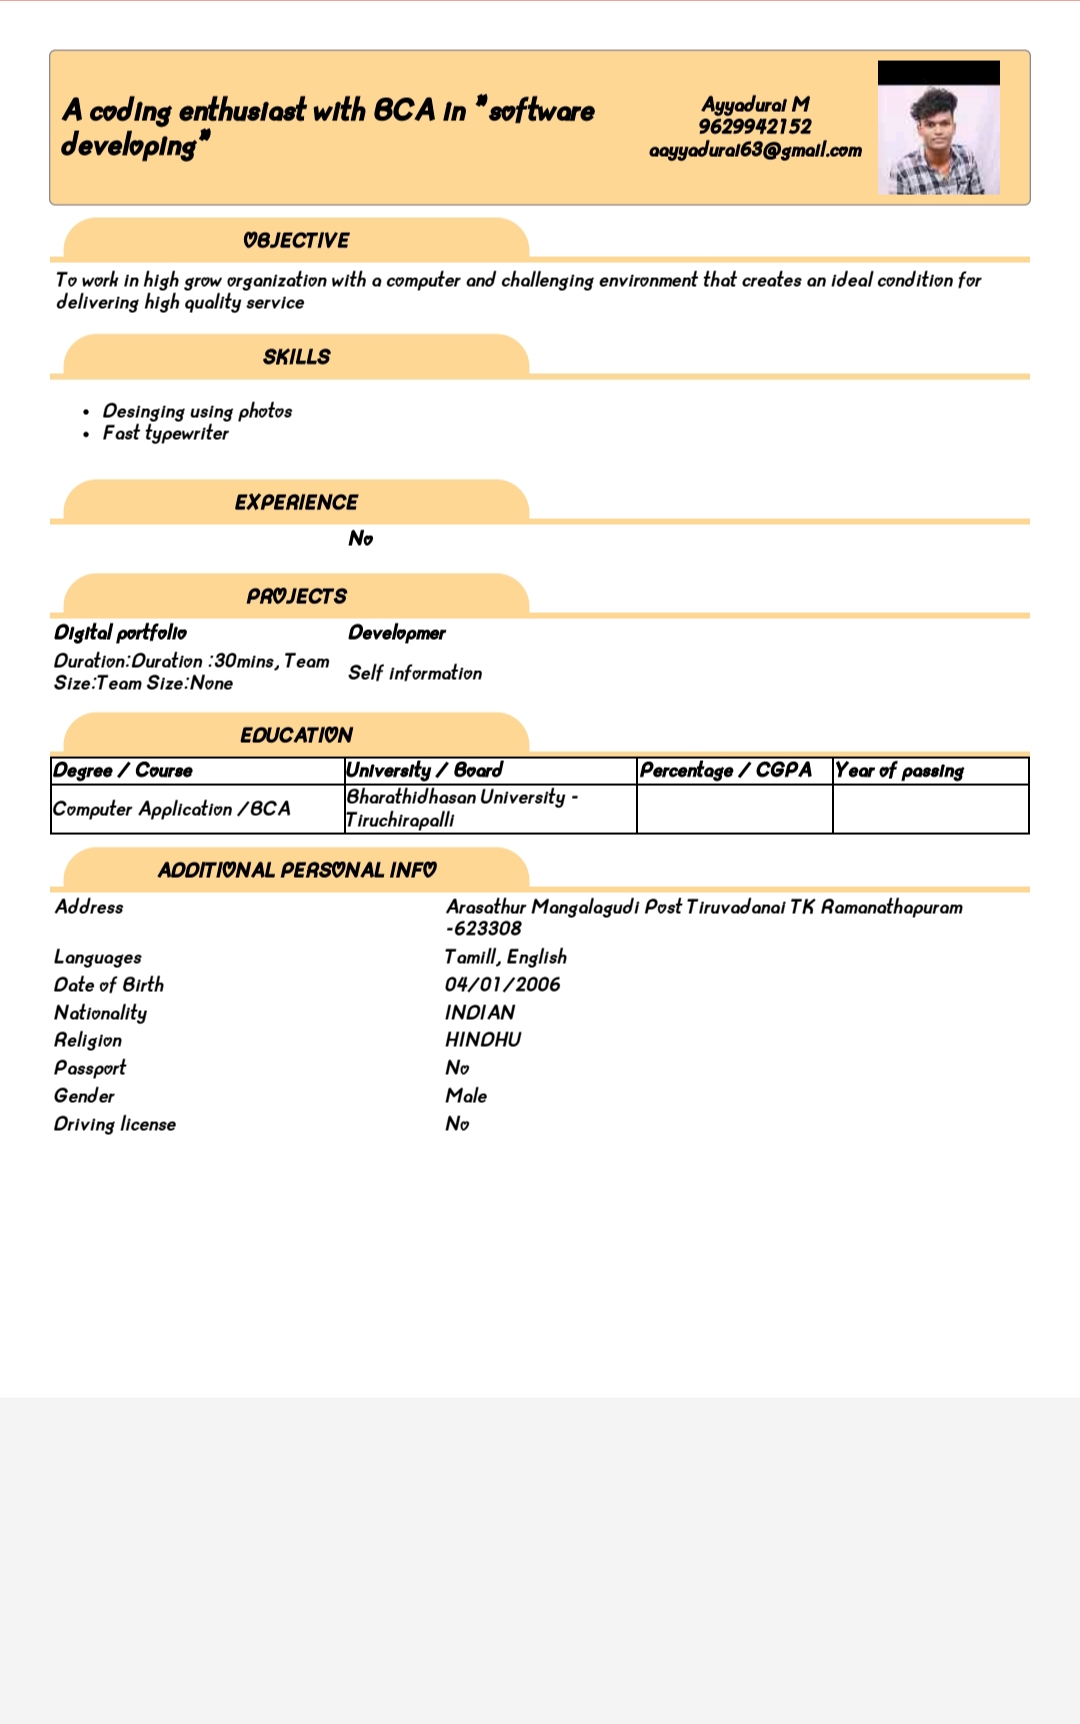 A coding enthusiast with BCA in "software
developing"
Ayyadurai M
9629942152
aayyadurai63@gmail.com
OBJECTIVE
To work in high grow organization with a computer and challenging environment that creates an ideal condition for
delivering high quality service
SKILLS
• Desinging using photos
• Fast typewriter
EXPERIENCE
No
PROJECTS
Digital portfolio Developmer
Duration:Duration :30mins, Team
Size:Team Size:None
Self information
EDUCATION
Degree / Course University / Board Percentage / CGPA Year of passing
Computer Application /BCA
Bharathidhasan University -
Tiruchirapalli
ADDITIONAL PERSONAL INFO
Address Arasathur Mangalagudi Post Tiruvadanai TK Ramanathapuram
-623308
Languages Tamill, English
Date of Birth 04/01/2006
Nationality INDIAN
Religion HINDHU
Passport No
Gender Male
Driving license No